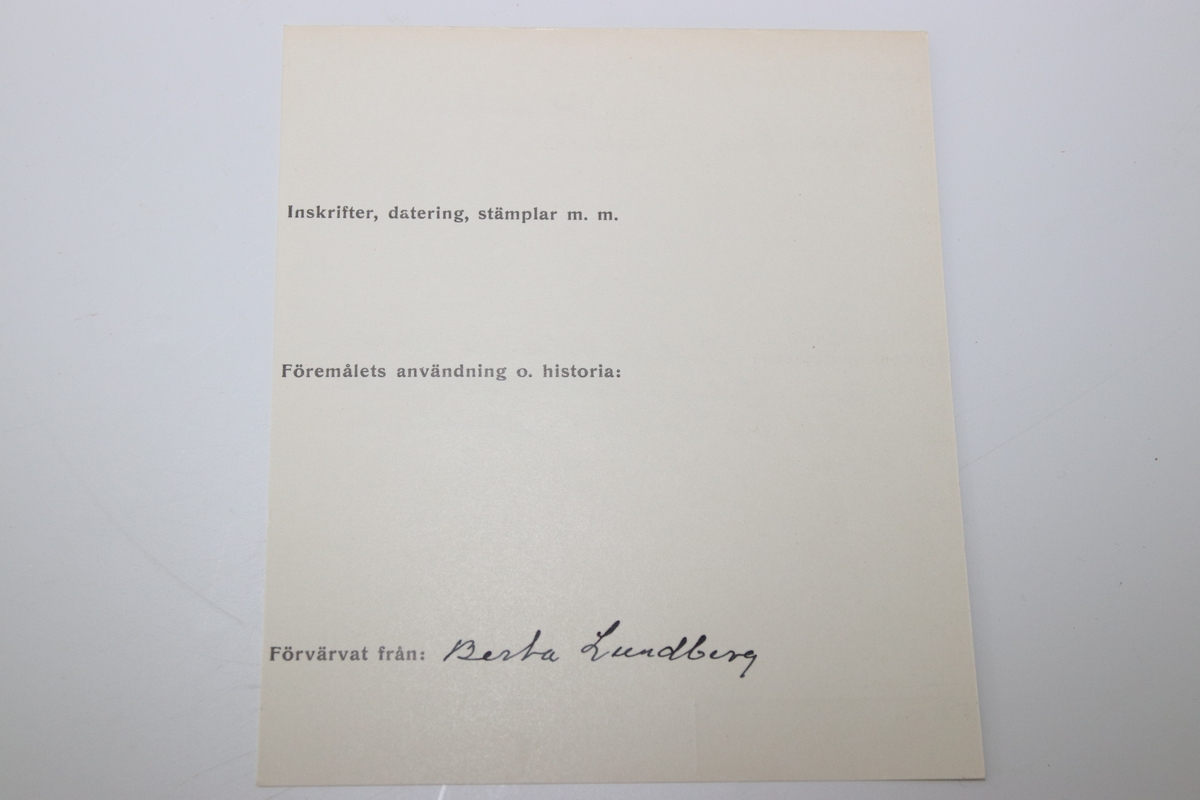 Inskrifter, datering, stämplar m. m.
Föremålets användning o. historia:
Förvärvat från: Berta Lundberg